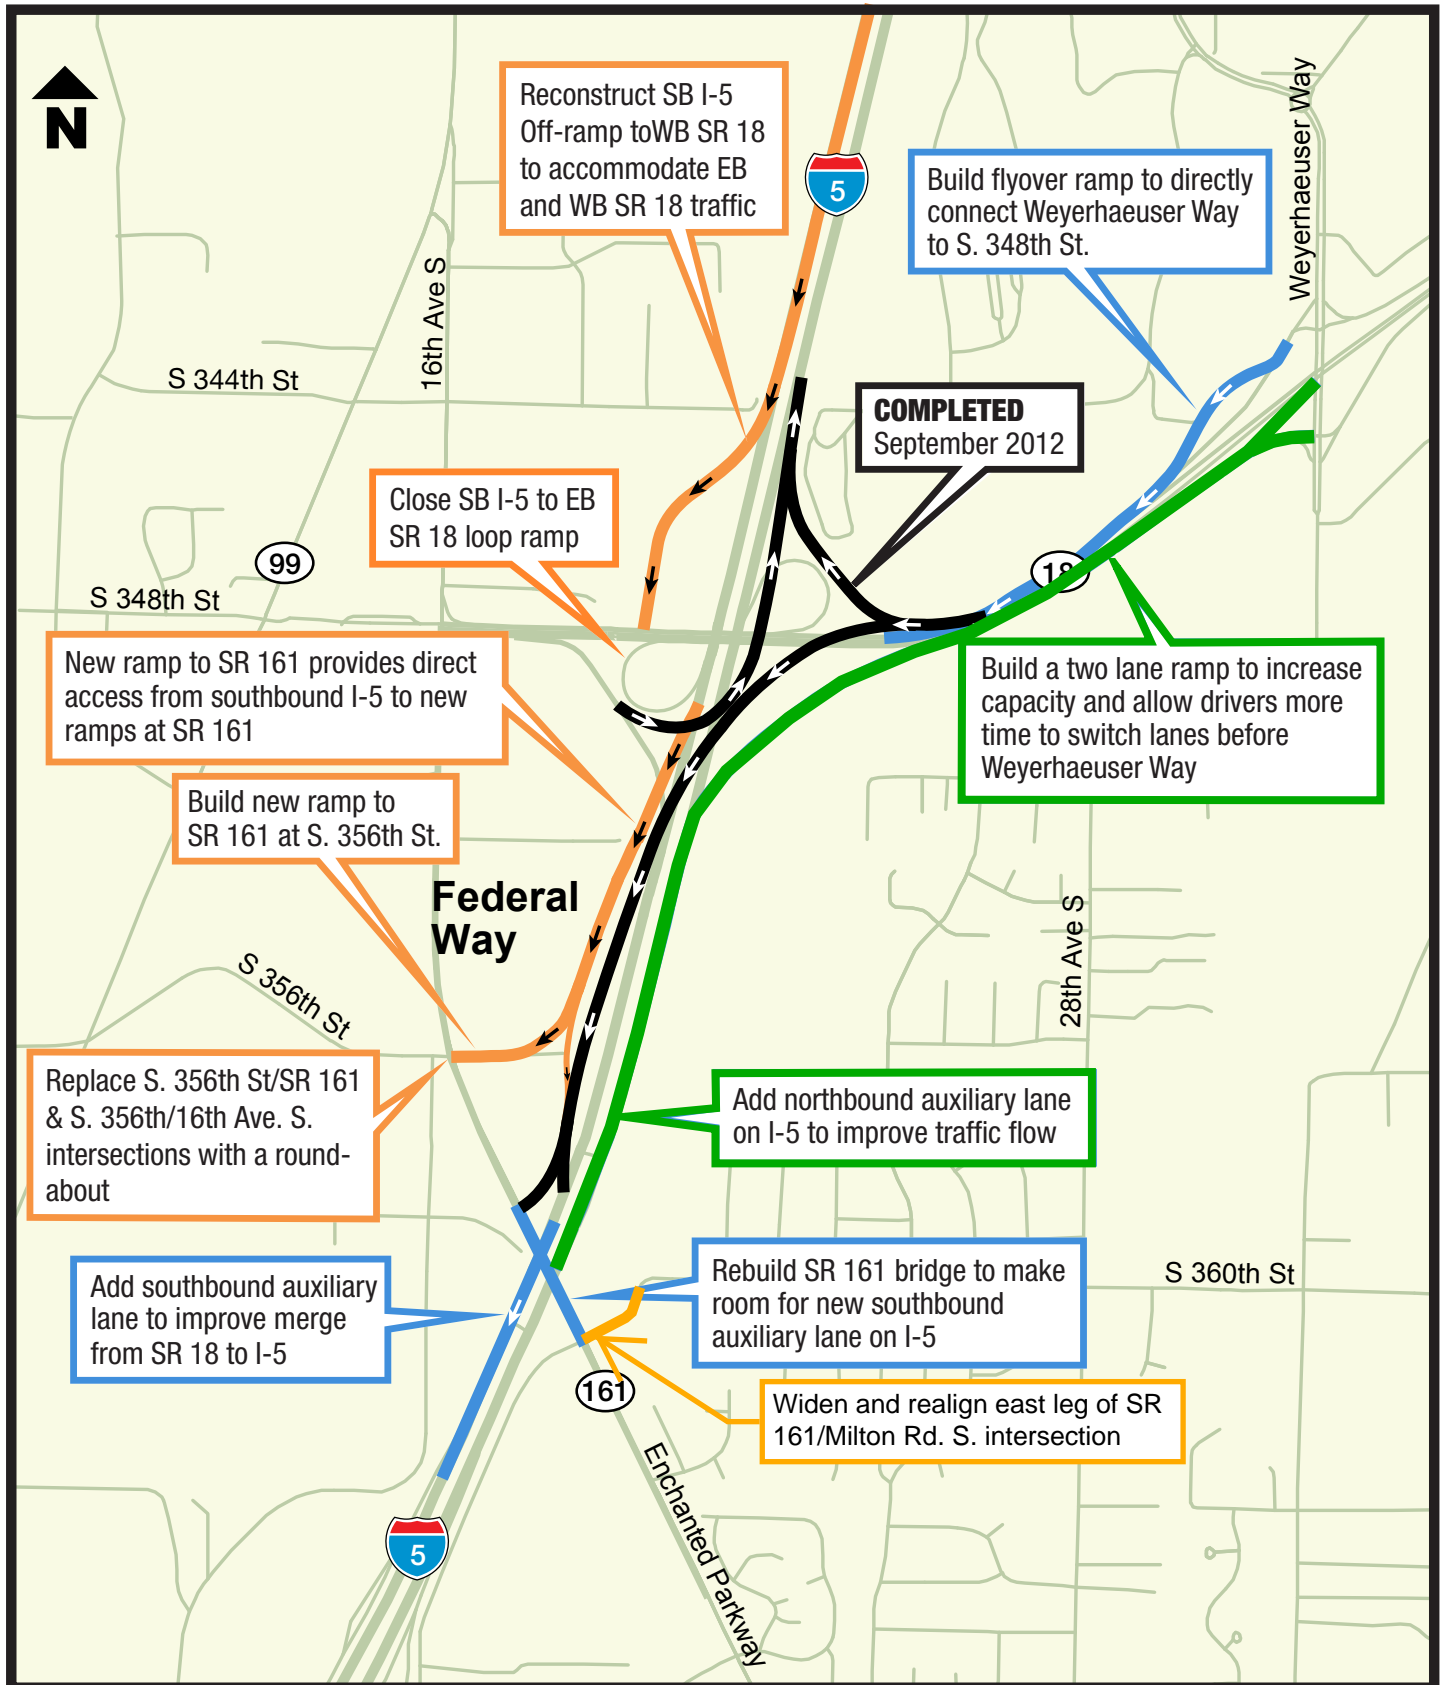 N
Reconstruct SB I-5
Off-ramp toWB SR 18
to accommodate EB
and WB SR 18 traffic
5
Build flyover ramp to directly
connect Weyerhaeuser Way
to S. 348th St.
Weyerhaeuser Way
16th Ave S
S 344th St
COMPLETED
September 2012
Close SB I-5 to EB
SR 18 loop ramp
99
18
S 348th St
New ramp to SR 161 provides direct
access from southbound I-5 to new
ramps at SR 161
Build a two lane ramp to increase
capacity and allow drivers more
time to switch lanes before
Weyerhaeuser Way
Build new ramp to
SR 161 at S. 356th St.
Federal
Way
28th Ave S
S 356th St
Replace S. 356th St/SR 161
& S. 356th/16th Ave. S.
intersections with a round-
about
Add northbound auxiliary lane
on I-5 to improve traffic flow
Add southbound auxiliary
lane to improve merge
from SR 18 to I-5
Rebuild SR 161 bridge to make
room for new southbound
auxiliary lane on I-5
S 360th St
161
Widen and realign east leg of SR
161/Milton Rd. S. intersection
Enchanted Parkway
5